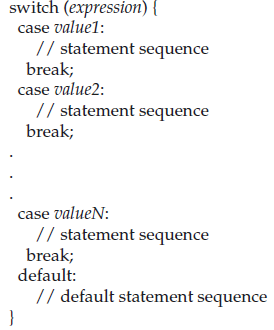 switch (expression) {
case value1:
// statement sequence
break;
case value2:
// statement sequence
break;
.
.
.
case valueN:
// statement sequence
break;
default:
// default statement sequence
}